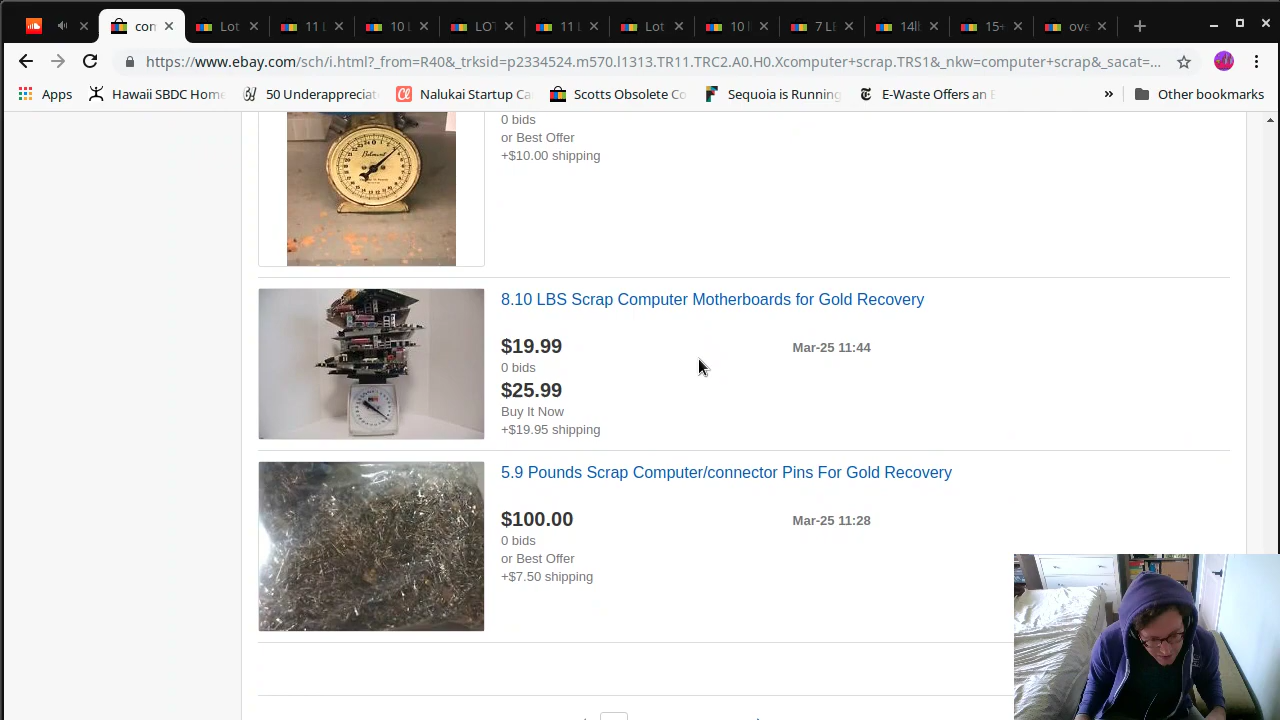 con
Lot
11 L
10 L
LOT
11 L
Lot
10 l
7 LB
14lb
15+
ove
https://www.ebay.com/sch/i.html?_from=R40&_trksid=p2334524.m570.l1313.TR11.TRC2.A0.H0.Xcomputer+scrap.TRS1&_nkw=computer+scrap&_sacat=...
Apps
Hawaii SBDC Hom
50 Underappreciat
Nalukai Startup Ca
Scotts Obsolete Co
Sequoia is Running
E-Waste Offers an E
»
Other bookmarks
0 bids
or Best Offer
+$10.00 shipping
8.10 LBS Scrap Computer Motherboards for Gold Recovery
$19.99
Mar-25 11:44
0 bids
$25.99
Buy It Now
+$19.95 shipping
5.9 Pounds Scrap Computer/connector Pins For Gold Recovery
$100.00
Mar-25 11:28
0 bids
or Best Offer
+$7.50 shipping